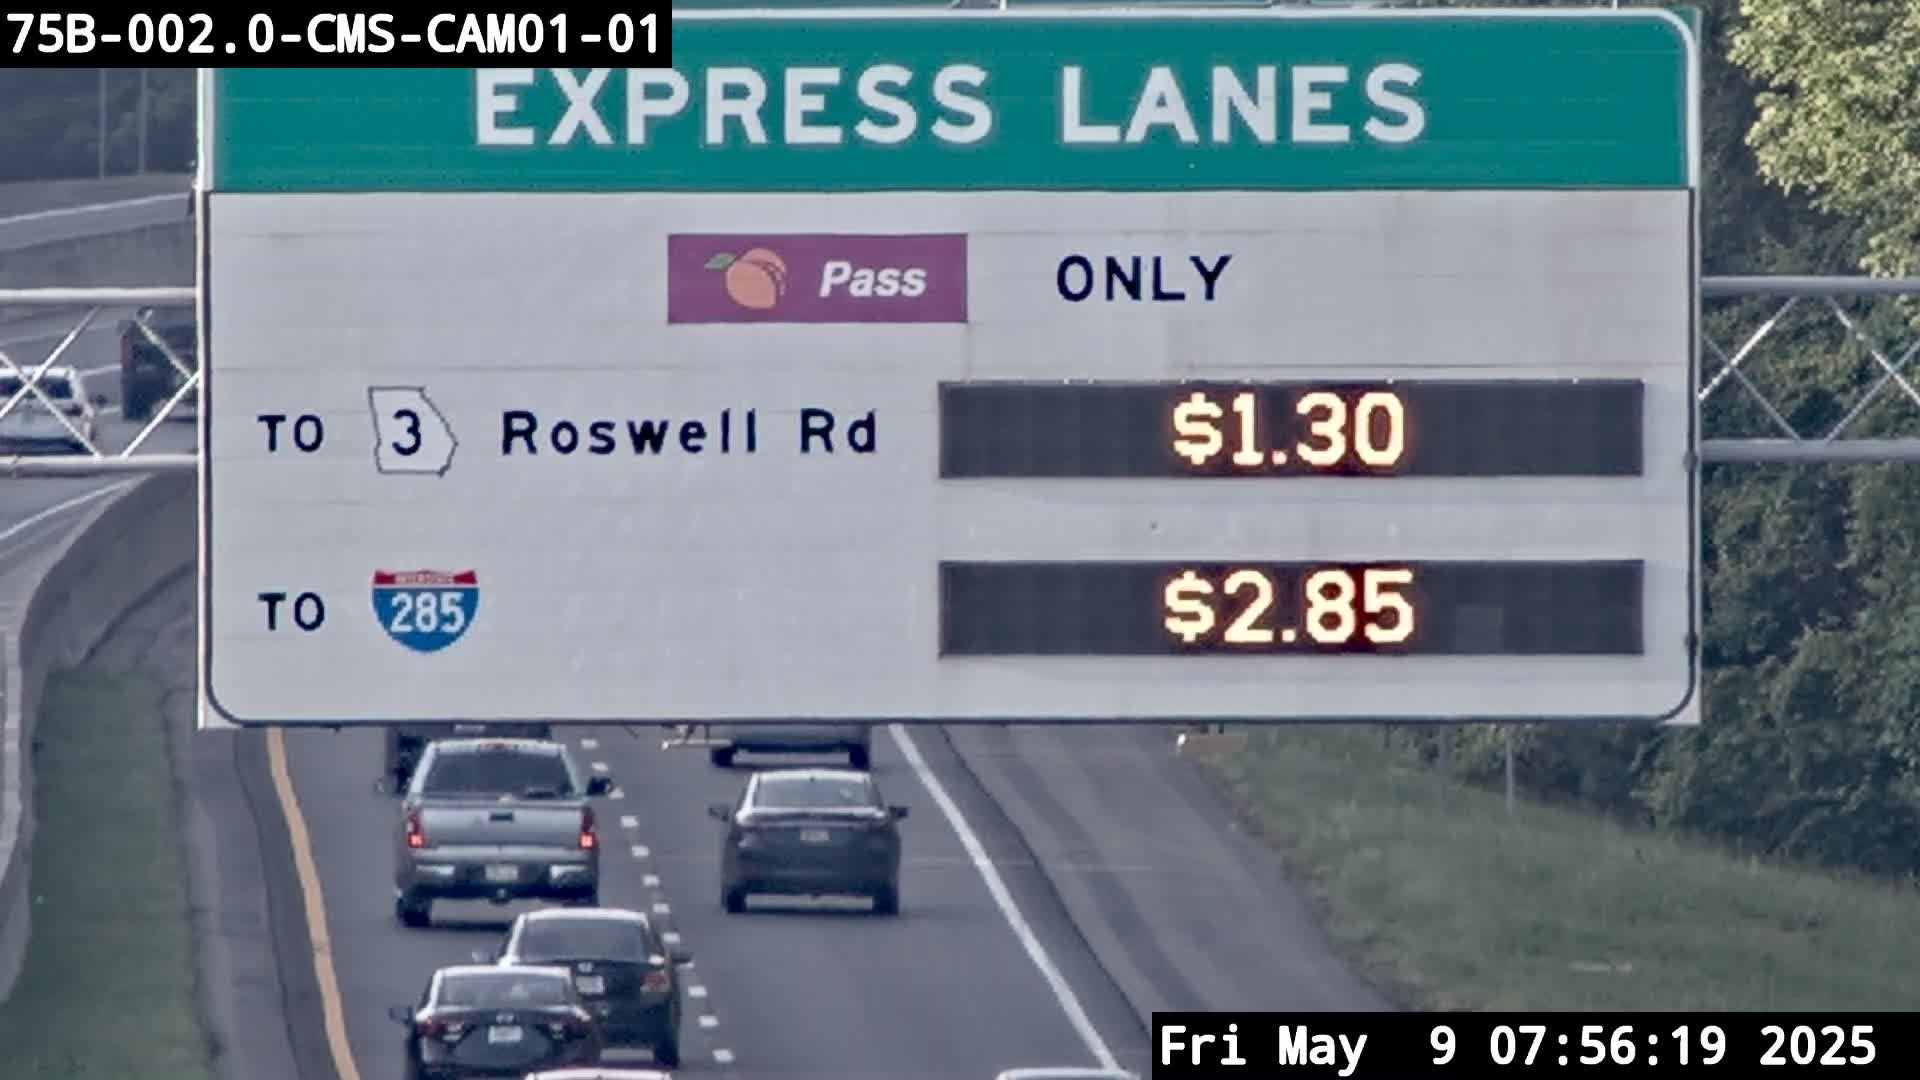 75B-002.0-CMS-CAM01-01
EXPRESS LANES
Pass ONLY
TO 3 Roswell Rd $1.30
TO 285 $2.85
Fri May 9 07:56:19 2025